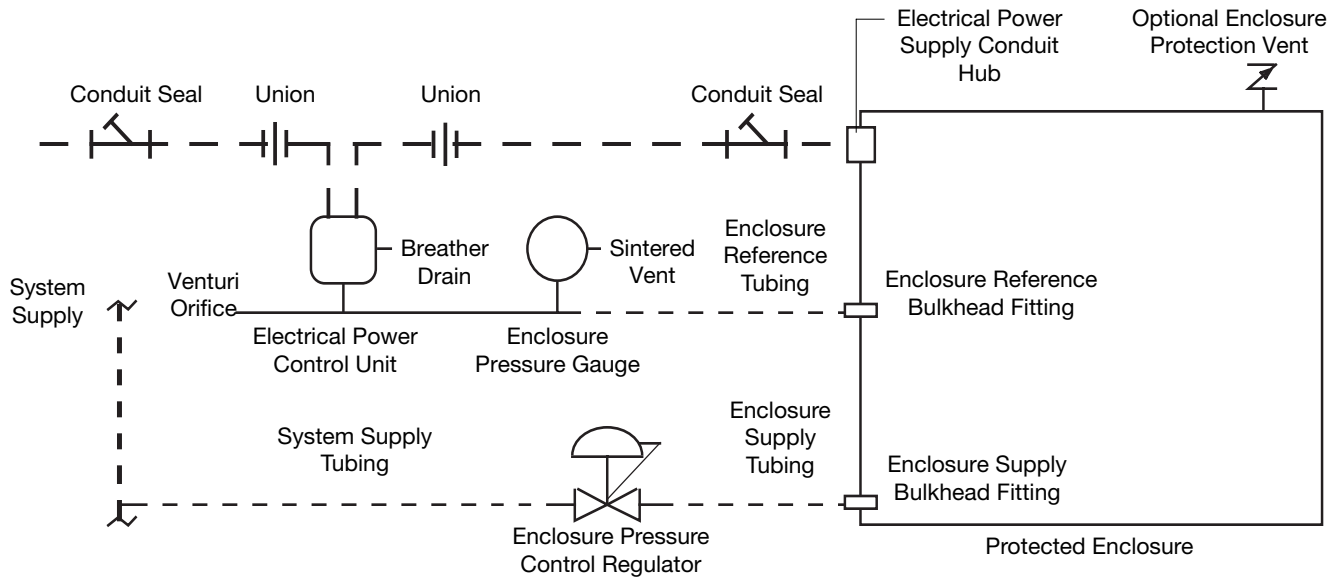 Electrical Power
Supply Conduit
Hub
Optional Enclosure
Protection Vent
Conduit Seal
Union
Union
Conduit Seal
Breather
Drain
Sintered
Vent
Enclosure
Reference
Tubing
System
Supply
Venturi
Orifice
Enclosure Reference
Bulkhead Fitting
Electrical Power
Control Unit
Enclosure
Pressure Gauge
System Supply
Tubing
Enclosure
Supply
Tubing
Enclosure Supply
Bulkhead Fitting
Enclosure Pressure
Control Regulator
Protected Enclosure